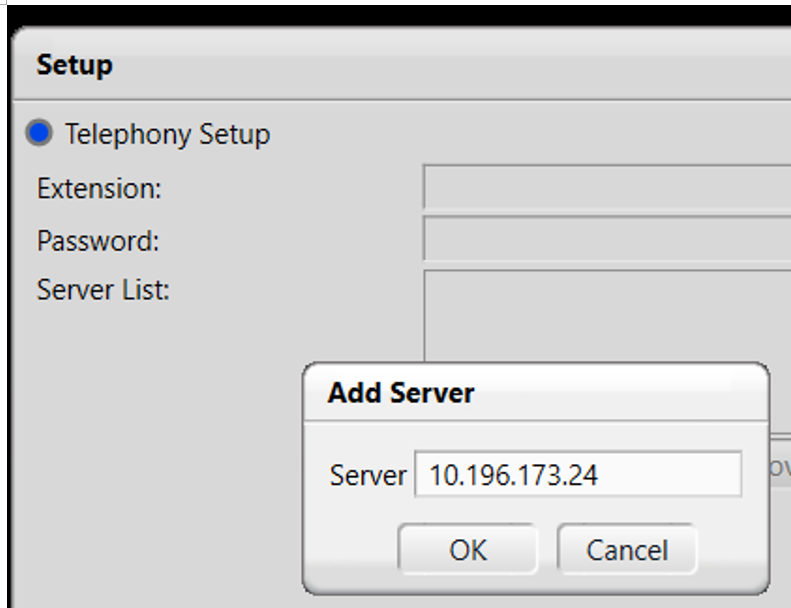 Setup
Telephony Setup
Extension:
Password:
Server List:
Add Server
Server 10.196.173.24
OK Cancel